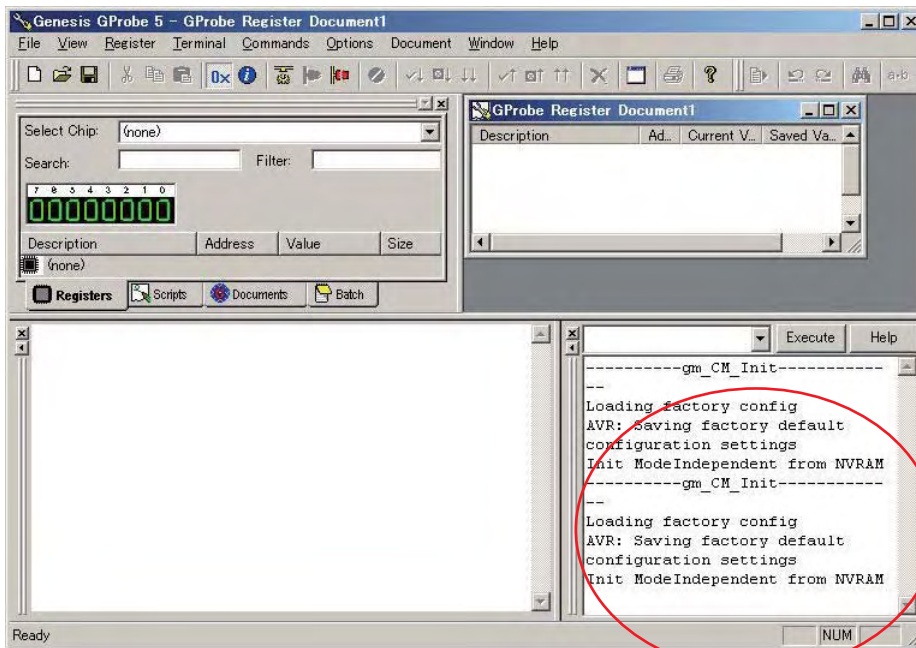 Genesis GProbe 5 - GProbe Register Document1
File View Register Terminal Commands Options Document Window Help
0x
a→b
Select Chip: (none)
Search: Filter:
7 6 5 4 3 2 1 0
00000000
Description Address Value Size
(none)
Registers Scripts Documents Batch
GProbe Register Document1
Description Ad... Current V... Saved Va...
Execute Help
-----------gm_CM_Init-----------
--
Loading factory config
AVR: Saving factory default
configuration settings
Init ModeIndependent from NVRAM
-----------gm_CM_Init-----------
--
Loading factory config
AVR: Saving factory default
configuration settings
Init ModeIndependent from NVRAM
Ready NUM